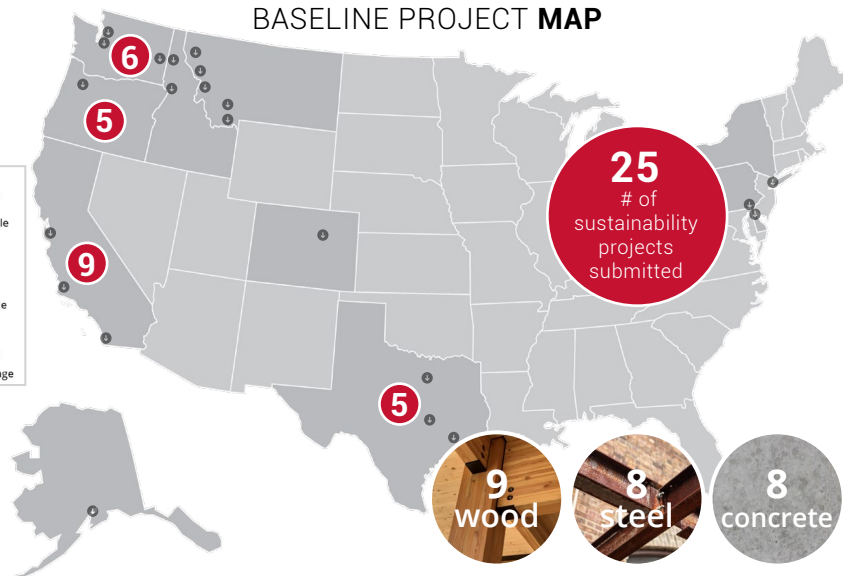 BASELINE PROJECT MAP
6
5
9
5
25
# of
sustainability
projects
submitted
9
wood
8
steel
8
concrete